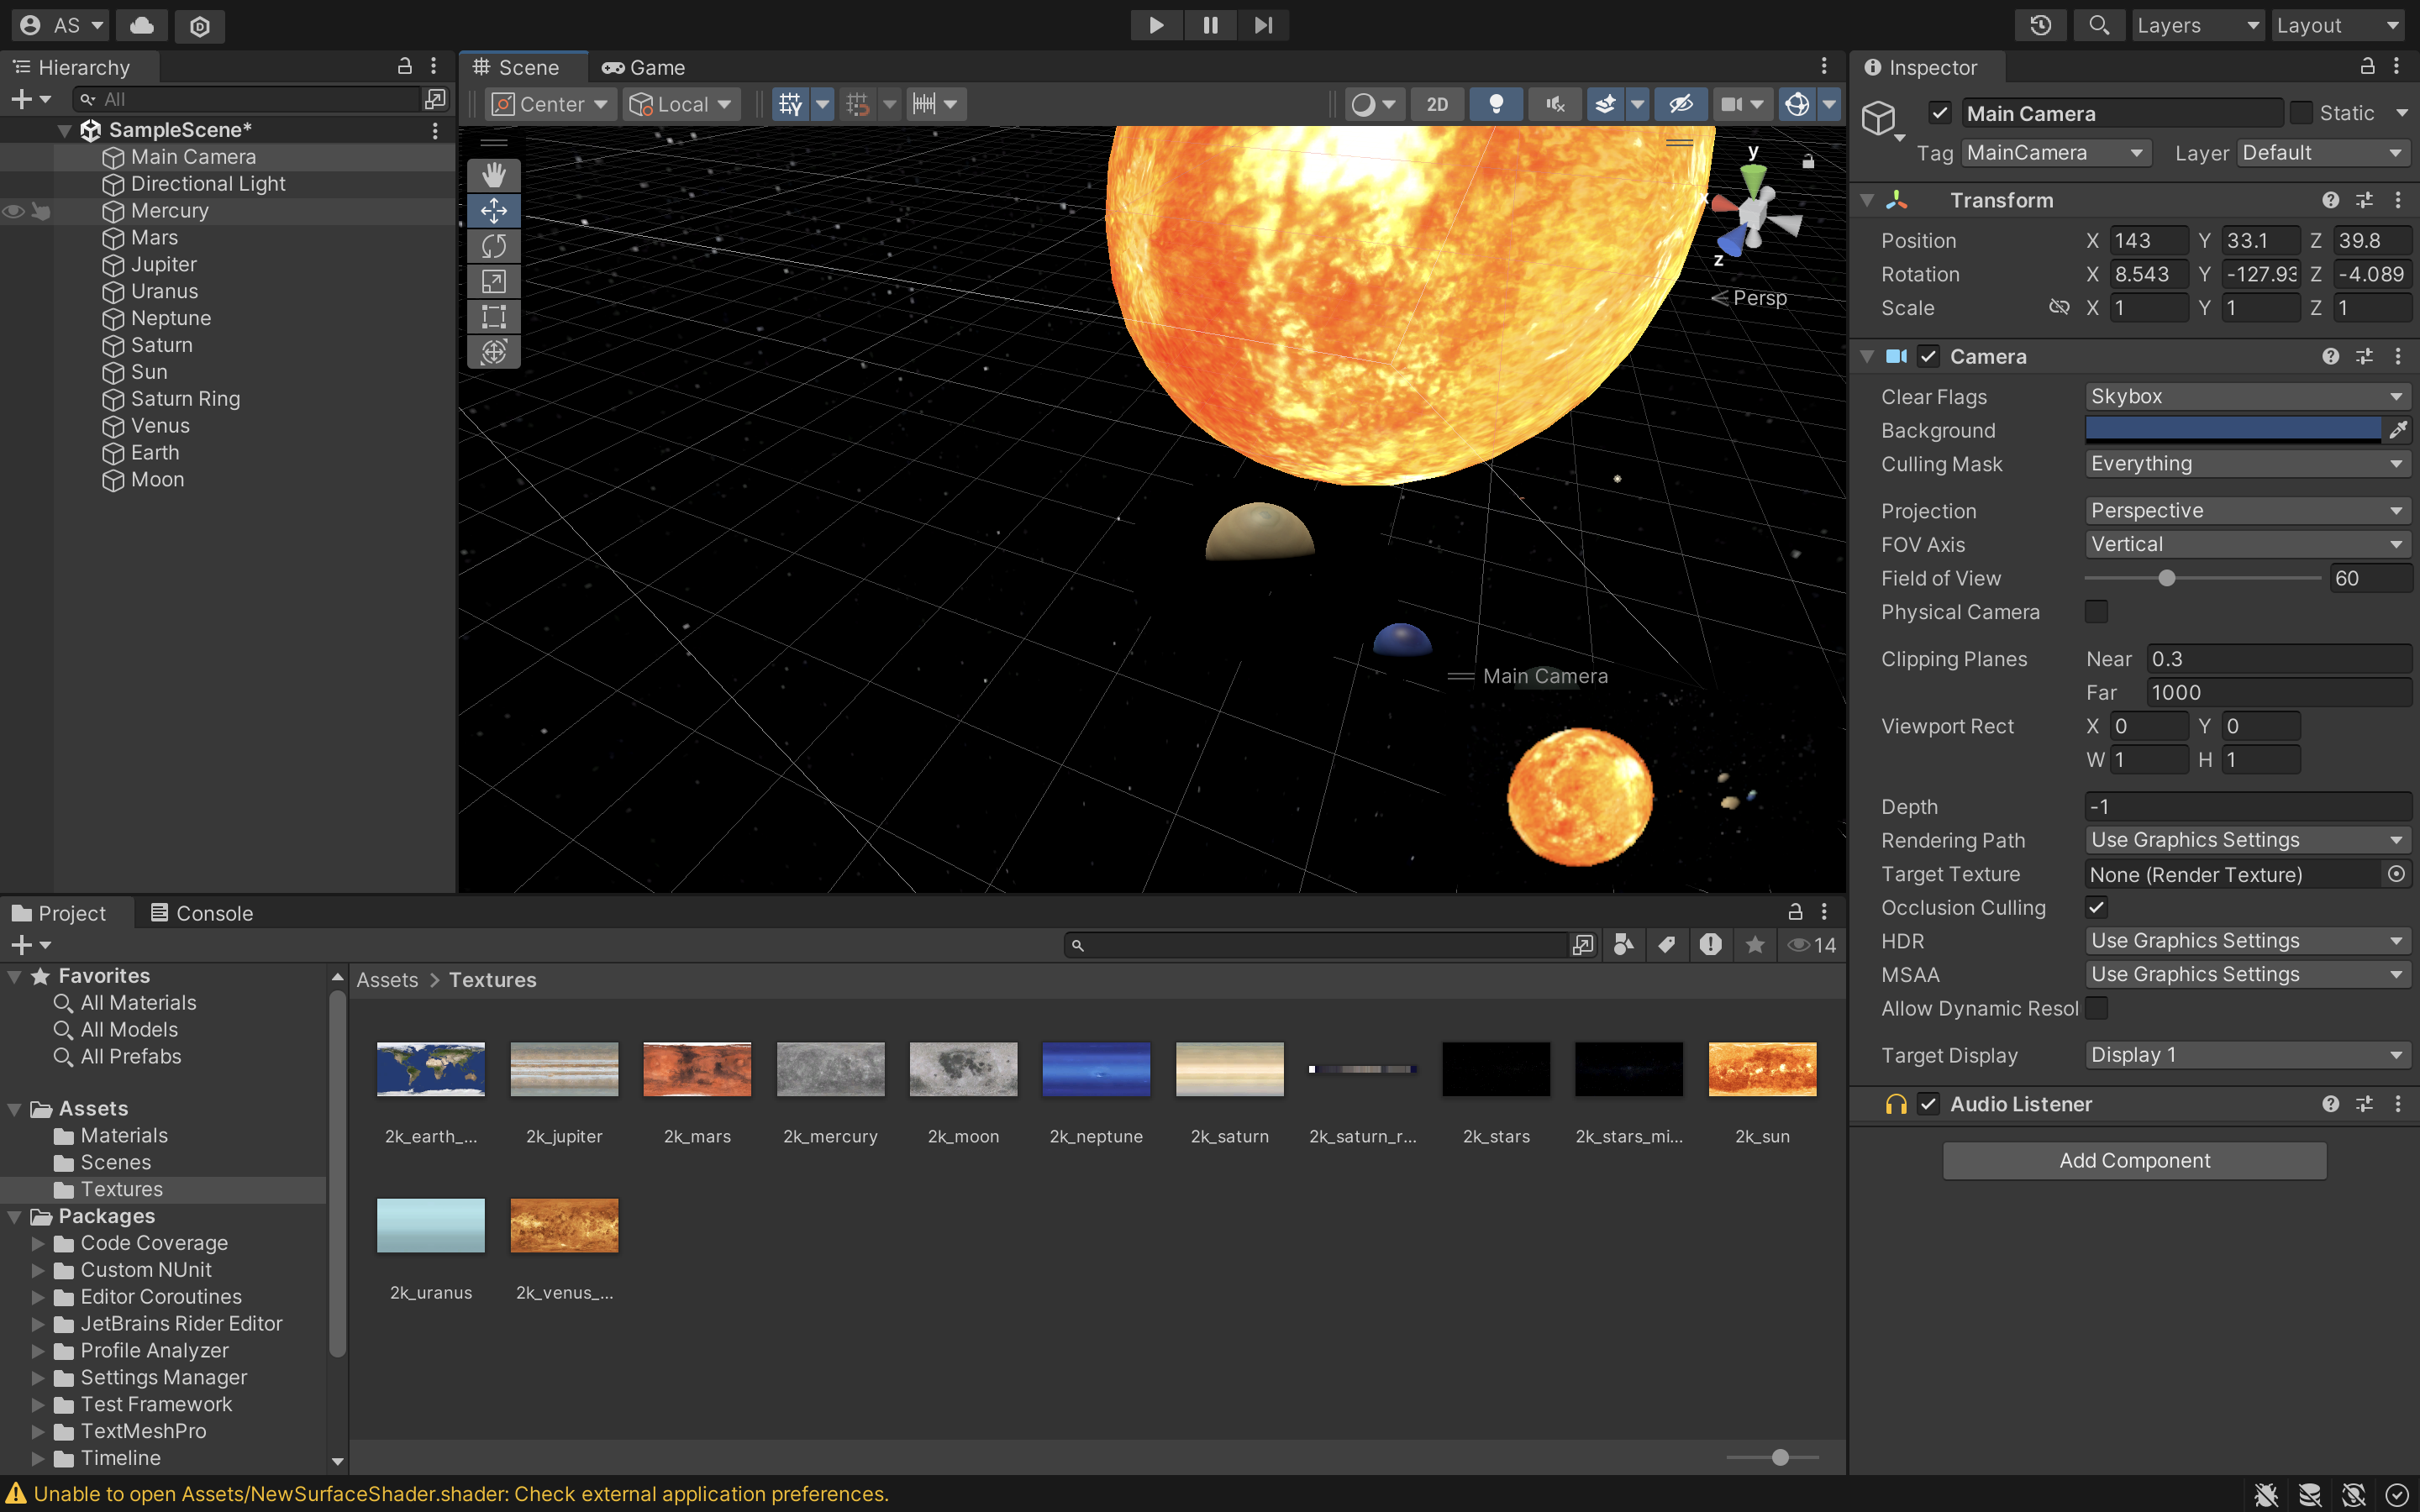 AS
Layers
Layout
Hierarchy
All
SampleScene*
Main Camera
Directional Light
Mercury
Mars
Jupiter
Uranus
Neptune
Saturn
Sun
Saturn Ring
Venus
Earth
Moon
Scene
Game
Center
Local
2D
y
x
z
Persp
Main Camera
Inspector
Main Camera
Static
Tag MainCamera Layer Default
Transform
Position X 143 Y 33.1 Z 39.8
Rotation X 8.543 Y -127.93 Z -4.089
Scale X 1 Y 1 Z 1
Camera
Clear Flags Skybox
Background
Culling Mask Everything
Projection Perspective
FOV Axis Vertical
Field of View 60
Physical Camera
Clipping Planes Near 0.3
Far 1000
Viewport Rect X 0 Y 0
W 1 H 1
Depth -1
Rendering Path Use Graphics Settings
Target Texture None (Render Texture)
Occlusion Culling
HDR Use Graphics Settings
MSAA Use Graphics Settings
Allow Dynamic Resol
Target Display Display 1
Audio Listener
Add Component
Project
Console
14
Favorites
All Materials
All Models
All Prefabs
Assets
Materials
Scenes
Textures
Packages
Code Coverage
Custom NUnit
Editor Coroutines
JetBrains Rider Editor
Profile Analyzer
Settings Manager
Test Framework
TextMeshPro
Timeline
Assets > Textures
2k_earth_... 2k_jupiter 2k_mars 2k_mercury 2k_moon 2k_neptune 2k_saturn 2k_saturn_r... 2k_stars 2k_stars_mi... 2k_sun
2k_uranus 2k_venus_...
Unable to open Assets/NewSurfaceShader.shader: Check external application preferences.